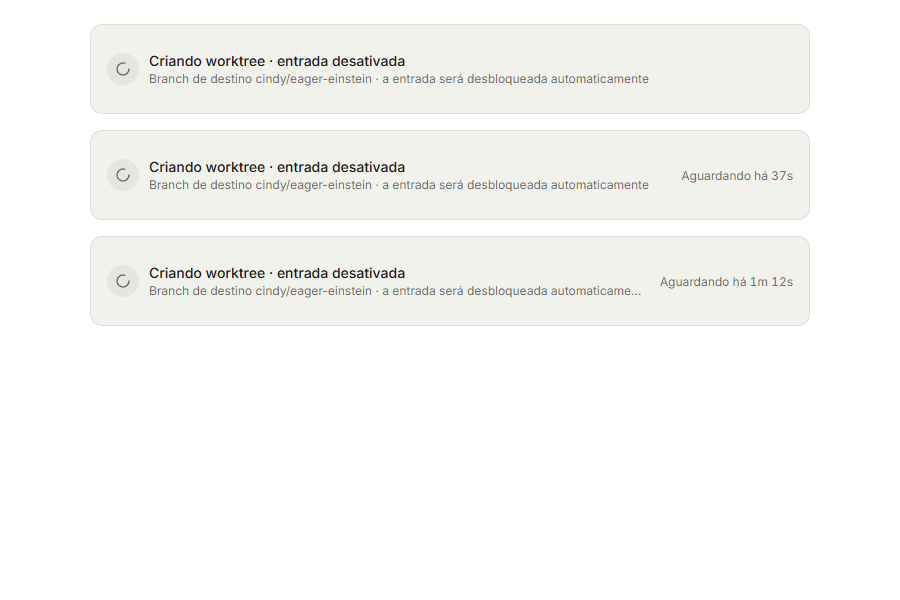 Criando worktree · entrada desativada
Branch de destino cindy/eager-einstein · a entrada será desbloqueada automaticamente
Criando worktree · entrada desativada
Branch de destino cindy/eager-einstein · a entrada será desbloqueada automaticamente
Aguardando há 37s
Criando worktree · entrada desativada
Branch de destino cindy/eager-einstein · a entrada será desbloqueada automaticame...
Aguardando há 1m 12s